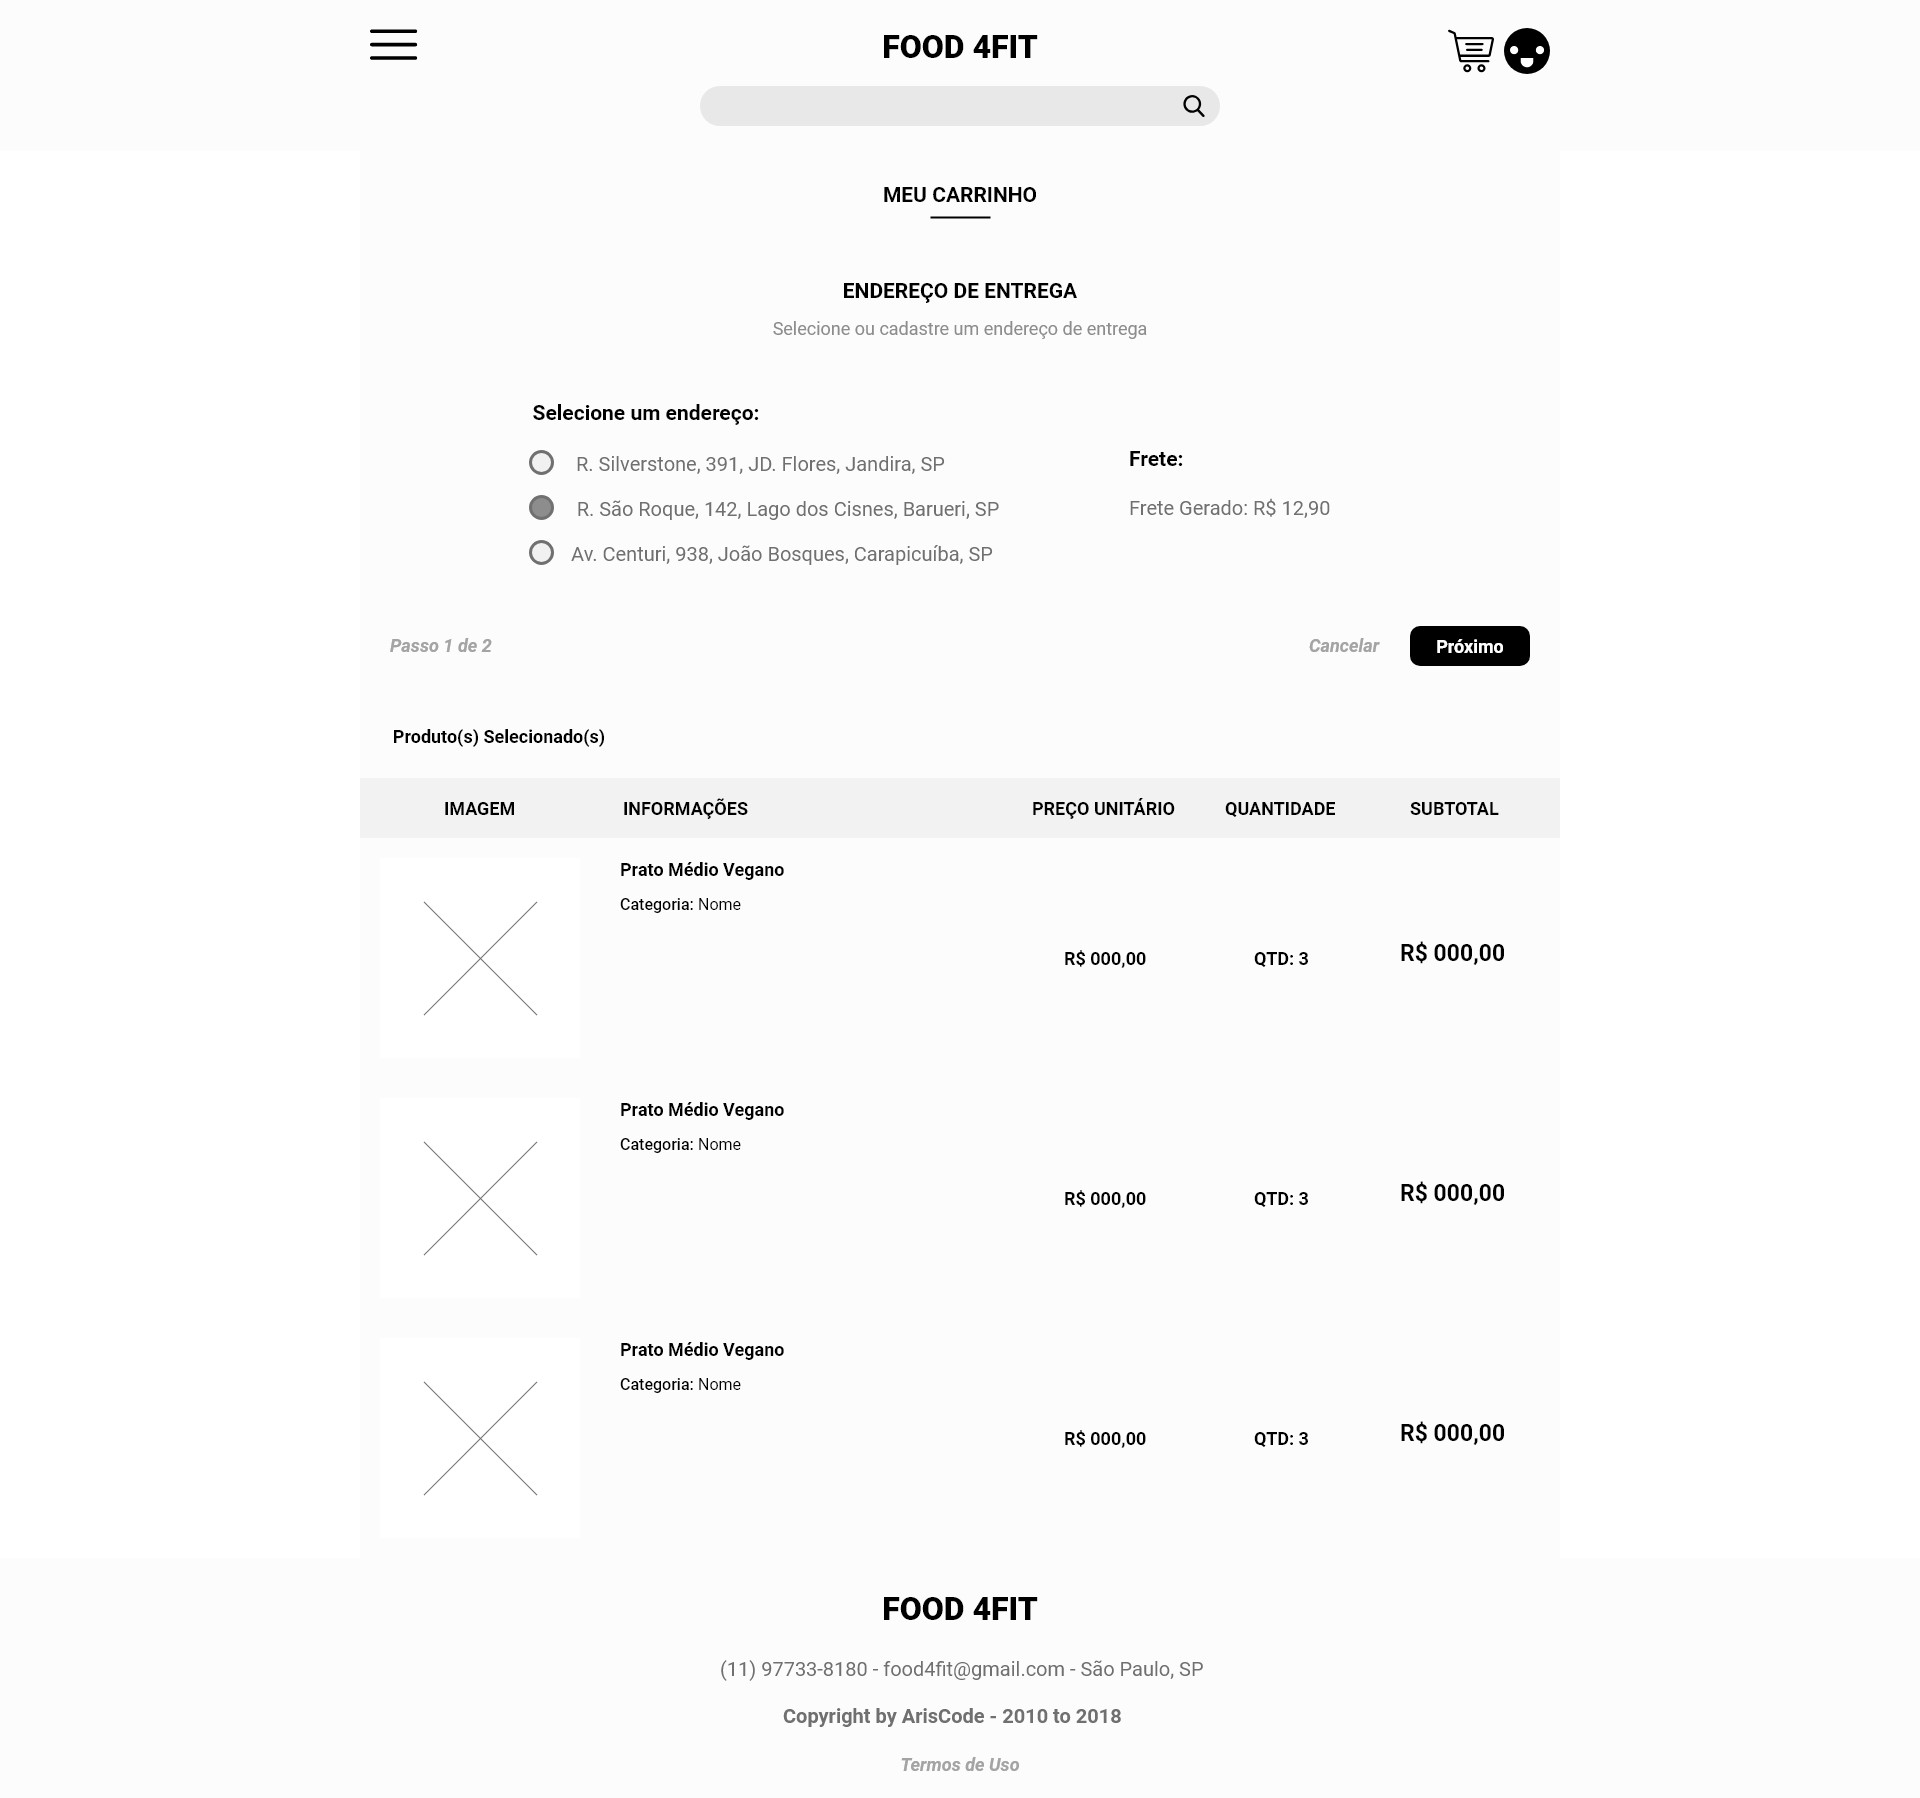 FOOD 4FIT
MEU CARRINHO
ENDEREÇO DE ENTREGA
Selecione ou cadastre um endereço de entrega
Selecione um endereço:
R. Silverstone, 391, JD. Flores, Jandira, SP
R. São Roque, 142, Lago dos Cisnes, Barueri, SP
Av. Centuri, 938, João Bosques, Carapicuíba, SP
Frete:
Frete Gerado: R$ 12,90
Passo 1 de 2
Cancelar
Próximo
Produto(s) Selecionado(s)
IMAGEM INFORMAÇÕES PREÇO UNITÁRIO QUANTIDADE SUBTOTAL
Prato Médio Vegano
Categoria: Nome
R$ 000,00 QTD: 3 R$ 000,00
Prato Médio Vegano
Categoria: Nome
R$ 000,00 QTD: 3 R$ 000,00
Prato Médio Vegano
Categoria: Nome
R$ 000,00 QTD: 3 R$ 000,00
FOOD 4FIT
(11) 97733-8180 - food4fit@gmail.com - São Paulo, SP
Copyright by ArisCode - 2010 to 2018
Termos de Uso